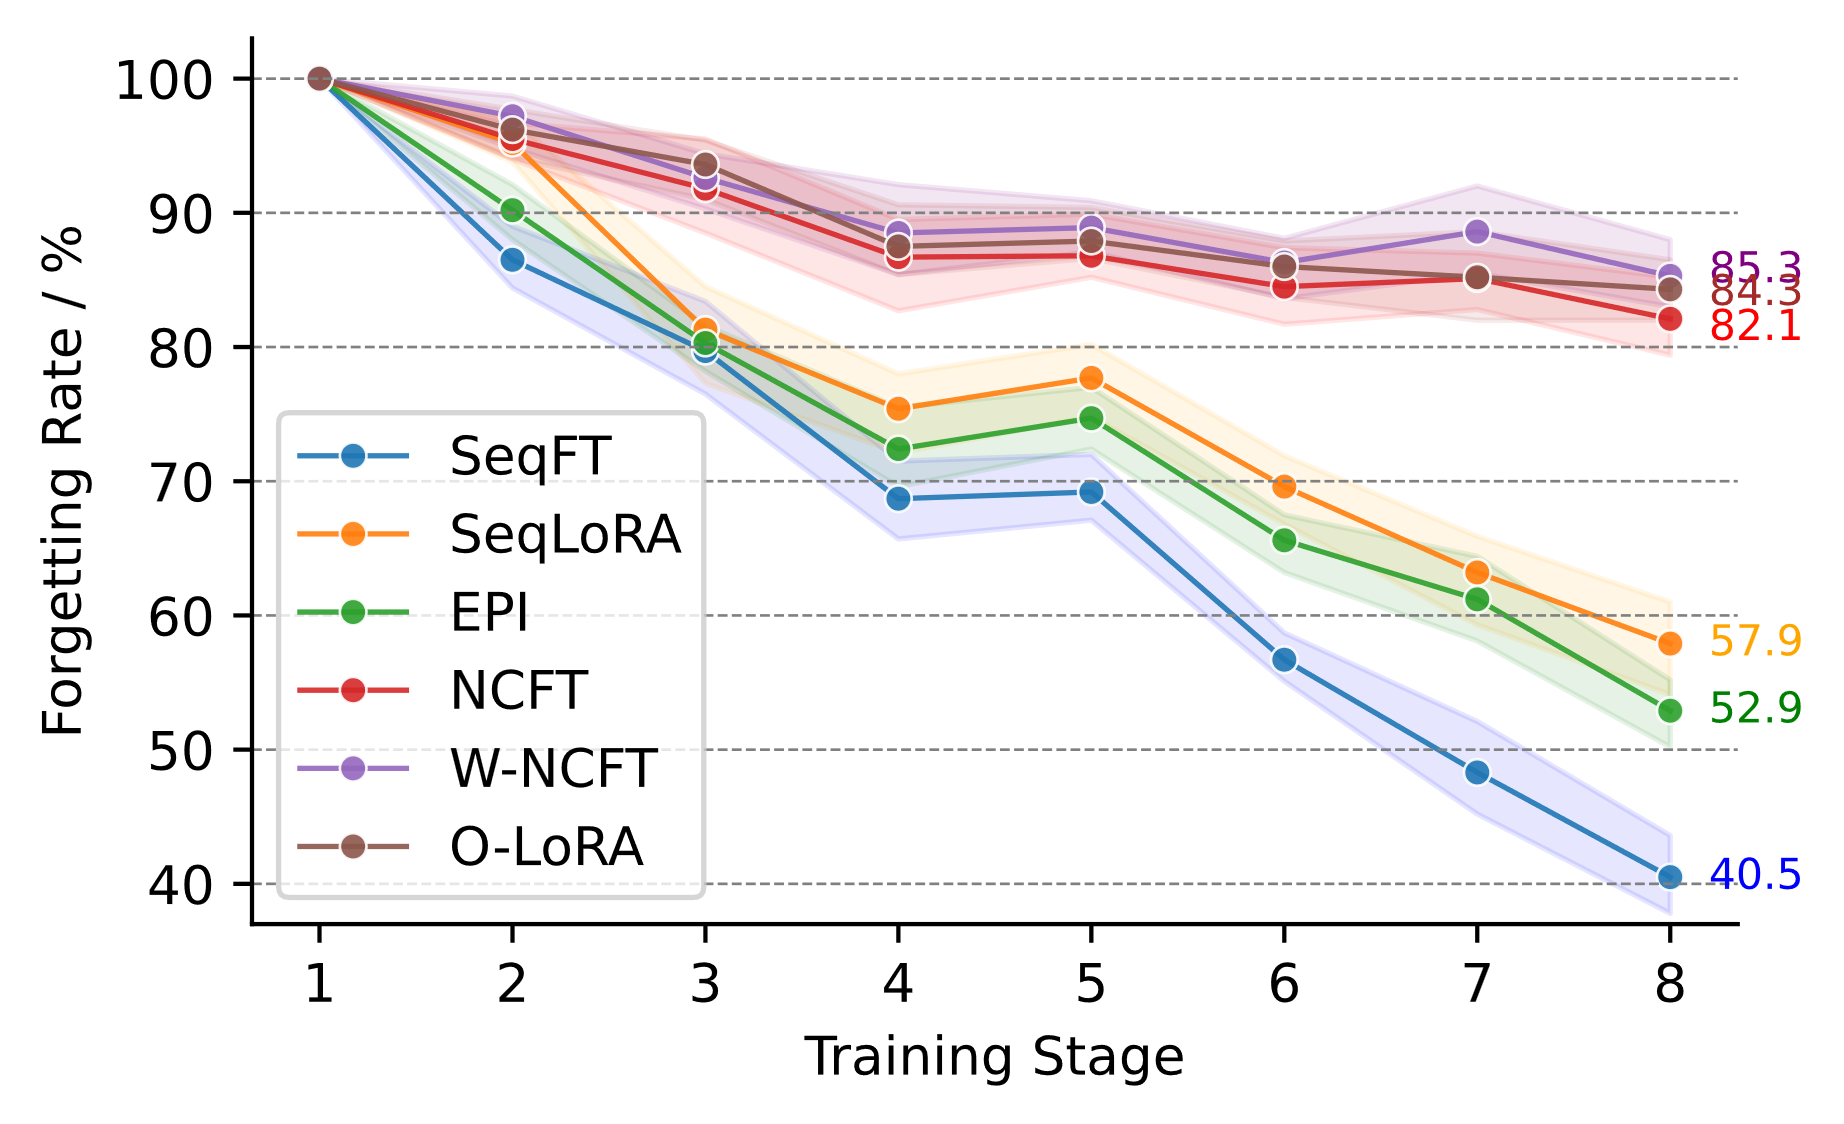 Forgetting Rate / %
100
90
80
70
60
50
40
SeqFT
SeqLoRA
EPI
NCFT
W-NCFT
O-LoRA
85.3
84.3
82.1
57.9
52.9
40.5
1 2 3 4 5 6 7 8
Training Stage